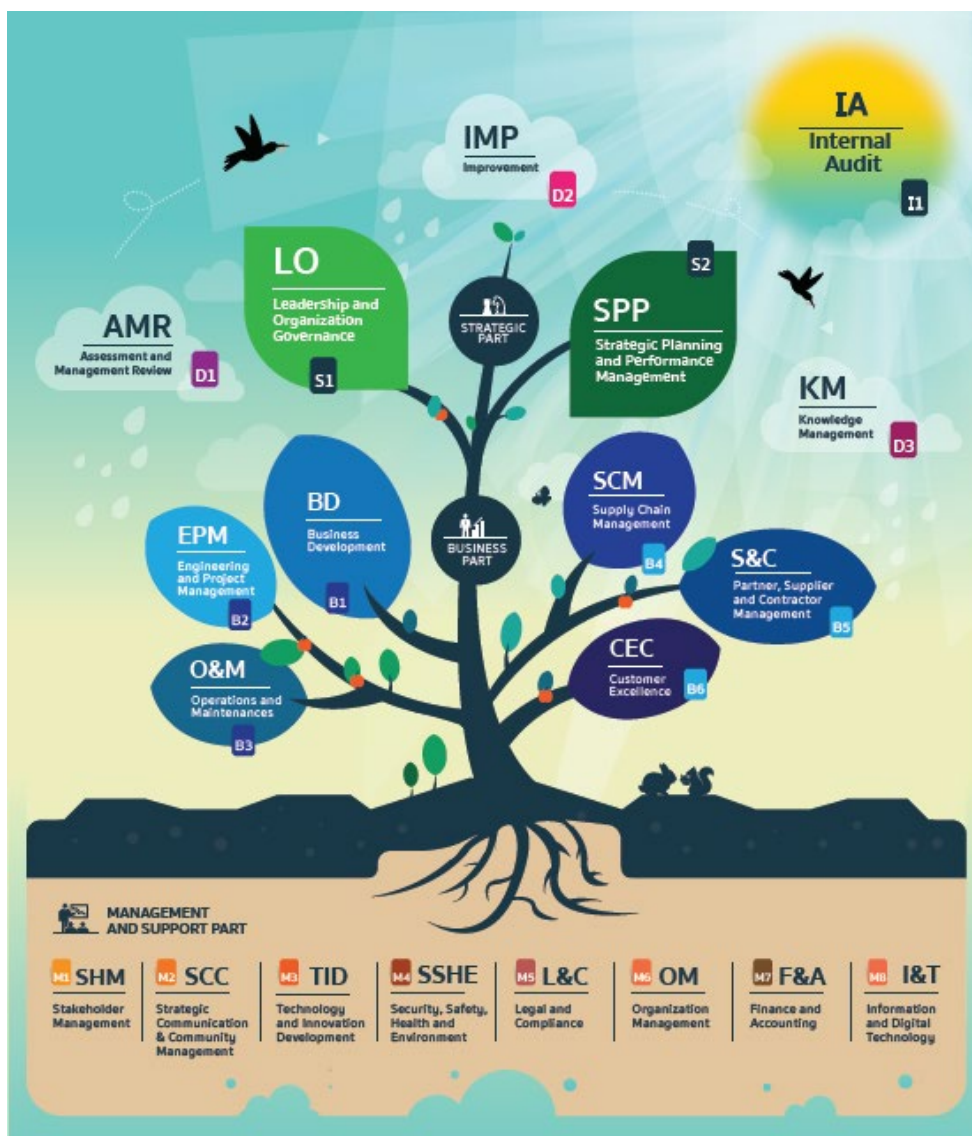 IMP
Improvement
D2
IA
Internal
Audit
I1
LO
Leadership and
Organization
Governance
S1
STRATEGIC
PART
S2
SPP
Strategic Planning
and Performance
Management
AMR
Assessment and
Management Review
D1
KM
Knowledge
Management
D3
BD
Business
Development
B1
BUSINESS
PART
SCM
Supply Chain
Management
B4
EPM
Engineering
and Project
Management
B2
S&C
Partner, Supplier
and Contractor
Management
B5
O&M
Operations and
Maintenances
B3
CEC
Customer
Excellence
B6
MANAGEMENT
AND SUPPORT PART
M1 SHM
Stakeholder
Management
M2 SCC
Strategic
Communication
& Community
Management
M3 TID
Technology
and Innovation
Development
M4 SSHE
Security, Safety,
Health and
Environment
M5 L&C
Legal and
Compliance
M6 OM
Organization
Management
M7 F&A
Finance and
Accounting
M8 I&T
Information
and Digital
Technology